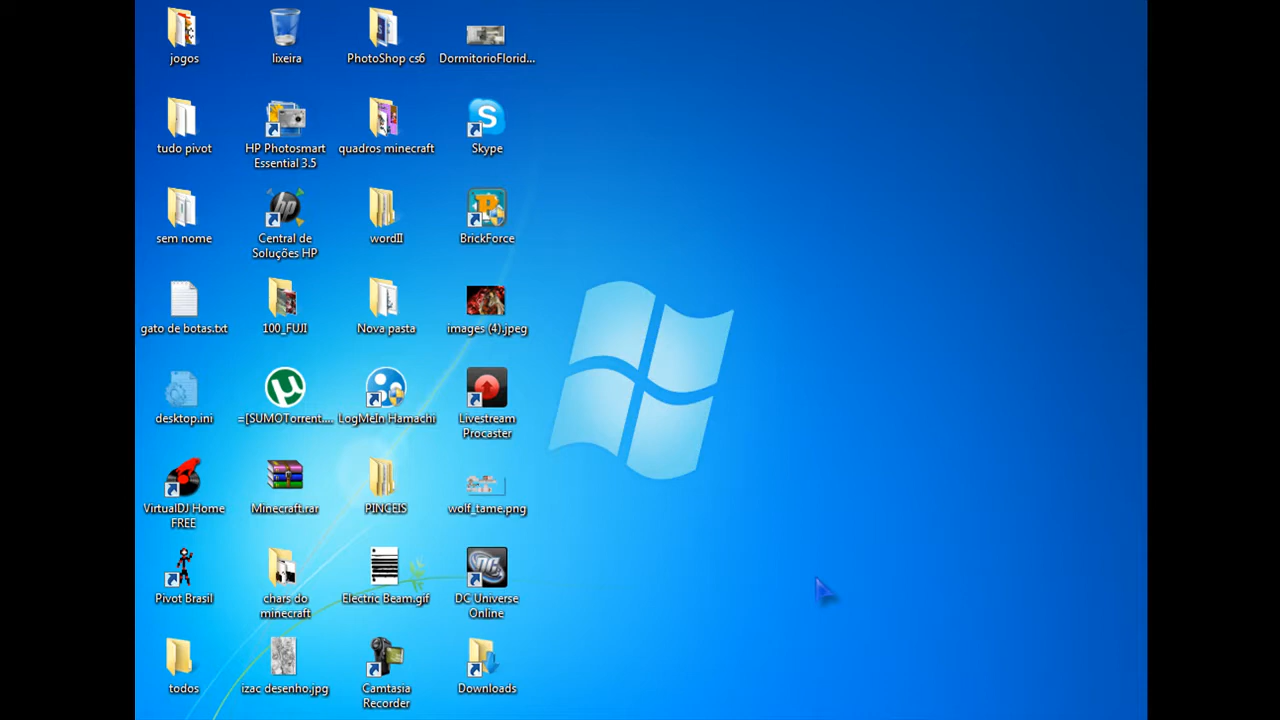 jogos
lixeira
PhotoShop cs6
DormitorioFlorid...
tudo pivot
HP Photosmart
Essential 3.5
quadros minecraft
Skype
sem nome
Central de
Soluções HP
wordII
BrickForce
gato de botas.txt
100_FUJI
Nova pasta
images (4).jpeg
desktop.ini
=[SUMOTorrent....
LogMeIn Hamachi
Livestream
Procaster
VirtualDJ Home
FREE
Minecraft.rar
PINCEIS
wolf_tame.png
Pivot Brasil
chars do
minecraft
Electric Beam.gif
DC Universe
Online
todos
izac desenho.jpg
Camtasia
Recorder
Downloads